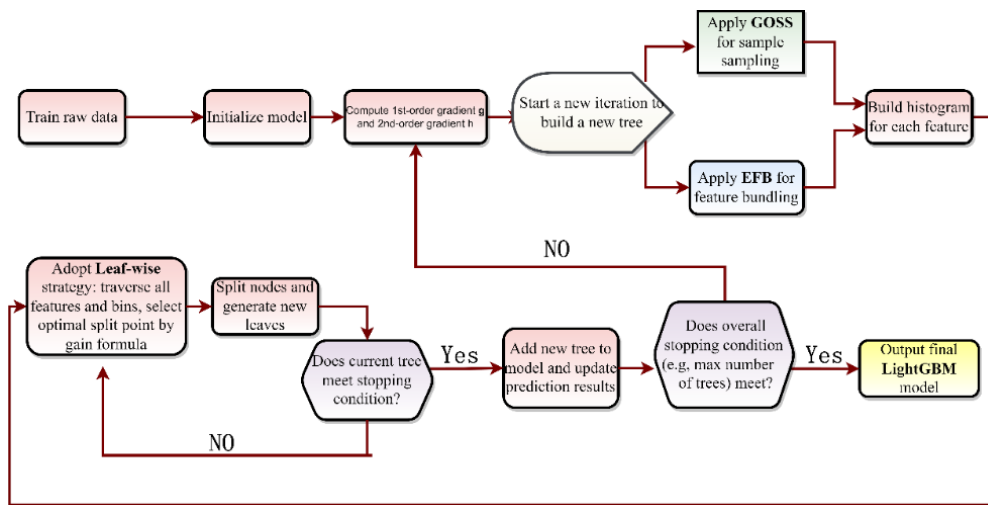 Train raw data
Initialize model
Compute 1st-order gradient g
and 2nd-order gradient h
Start a new iteration to
build a new tree
Apply GOSS
for sample
sampling
Apply EFB for
feature bundling
Build histogram
for each feature
NO
Adopt Leaf-wise
strategy: traverse all
features and bins, select
optimal split point by
gain formula
Split nodes and
generate new
leaves
Does current tree
meet stopping
condition?
Yes
NO
Add new tree to
model and update
prediction results
Does overall
stopping condition
(e.g, max number
of trees) meet?
Yes
Output final
LightGBM
model